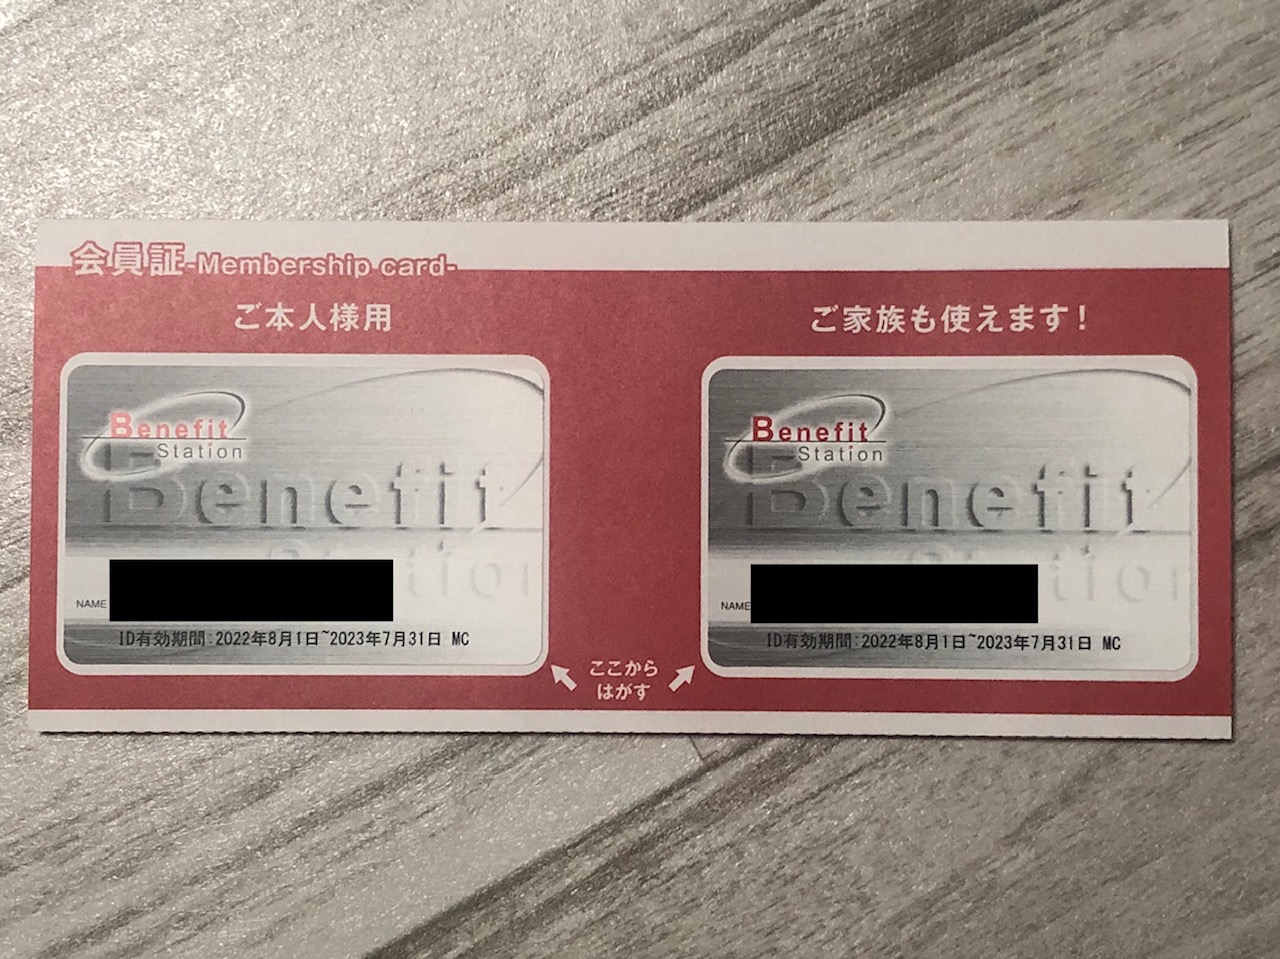 会員証-Membership card-
ご本人様用
Benefit
Station
Benefit
Station
NAME
ID有効期間:2022年8月1日~2023年7月31日 MC
ご家族も使えます!
Benefit
Station
Benefit
Station
NAME
ID有効期間:2022年8月1日~2023年7月31日 MC
ここから
はがす